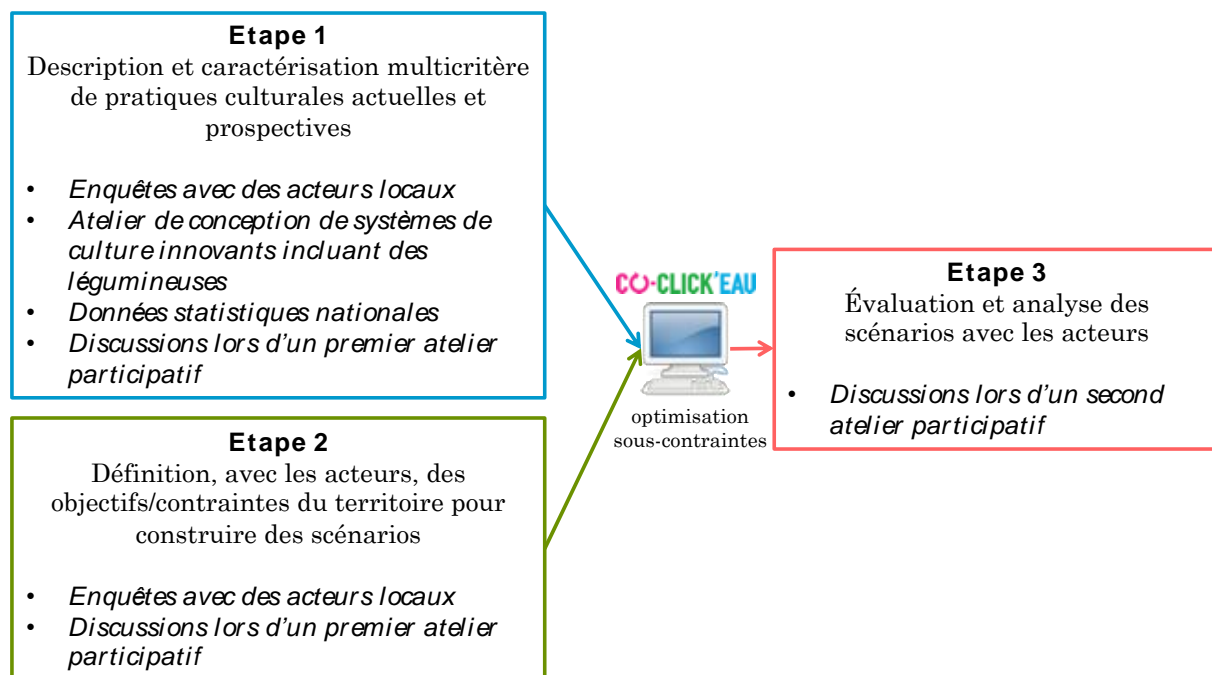 Etape 1
Description et caractérisation multicritère
de pratiques culturales actuelles et
prospectives
• Enquêtes avec des acteurs locaux
• Atelier de conception de systèmes de
culture innovants incluant des
légumineuses
• Données statistiques nationales
• Discussions lors d'un premier atelier
participatif
Etape 2
Définition, avec les acteurs, des
objectifs/contraintes du territoire pour
construire des scénarios
• Enquêtes avec des acteurs locaux
• Discussions lors d'un premier atelier
participatif
CO-CLICK'EAU
optimisation
sous-contraintes
Etape 3
Évaluation et analyse des
scénarios avec les acteurs
• Discussions lors d'un second
atelier participatif